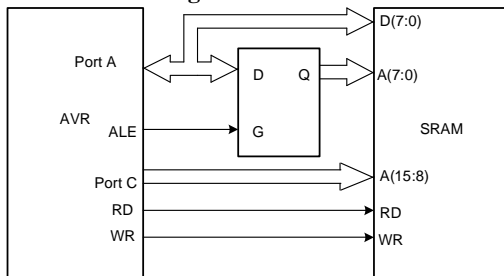 D(7:0)
Port A
D
Q
A(7:0)
AVR
SRAM
ALE
G
Port C
A(15:8)
RD
RD
WR
WR